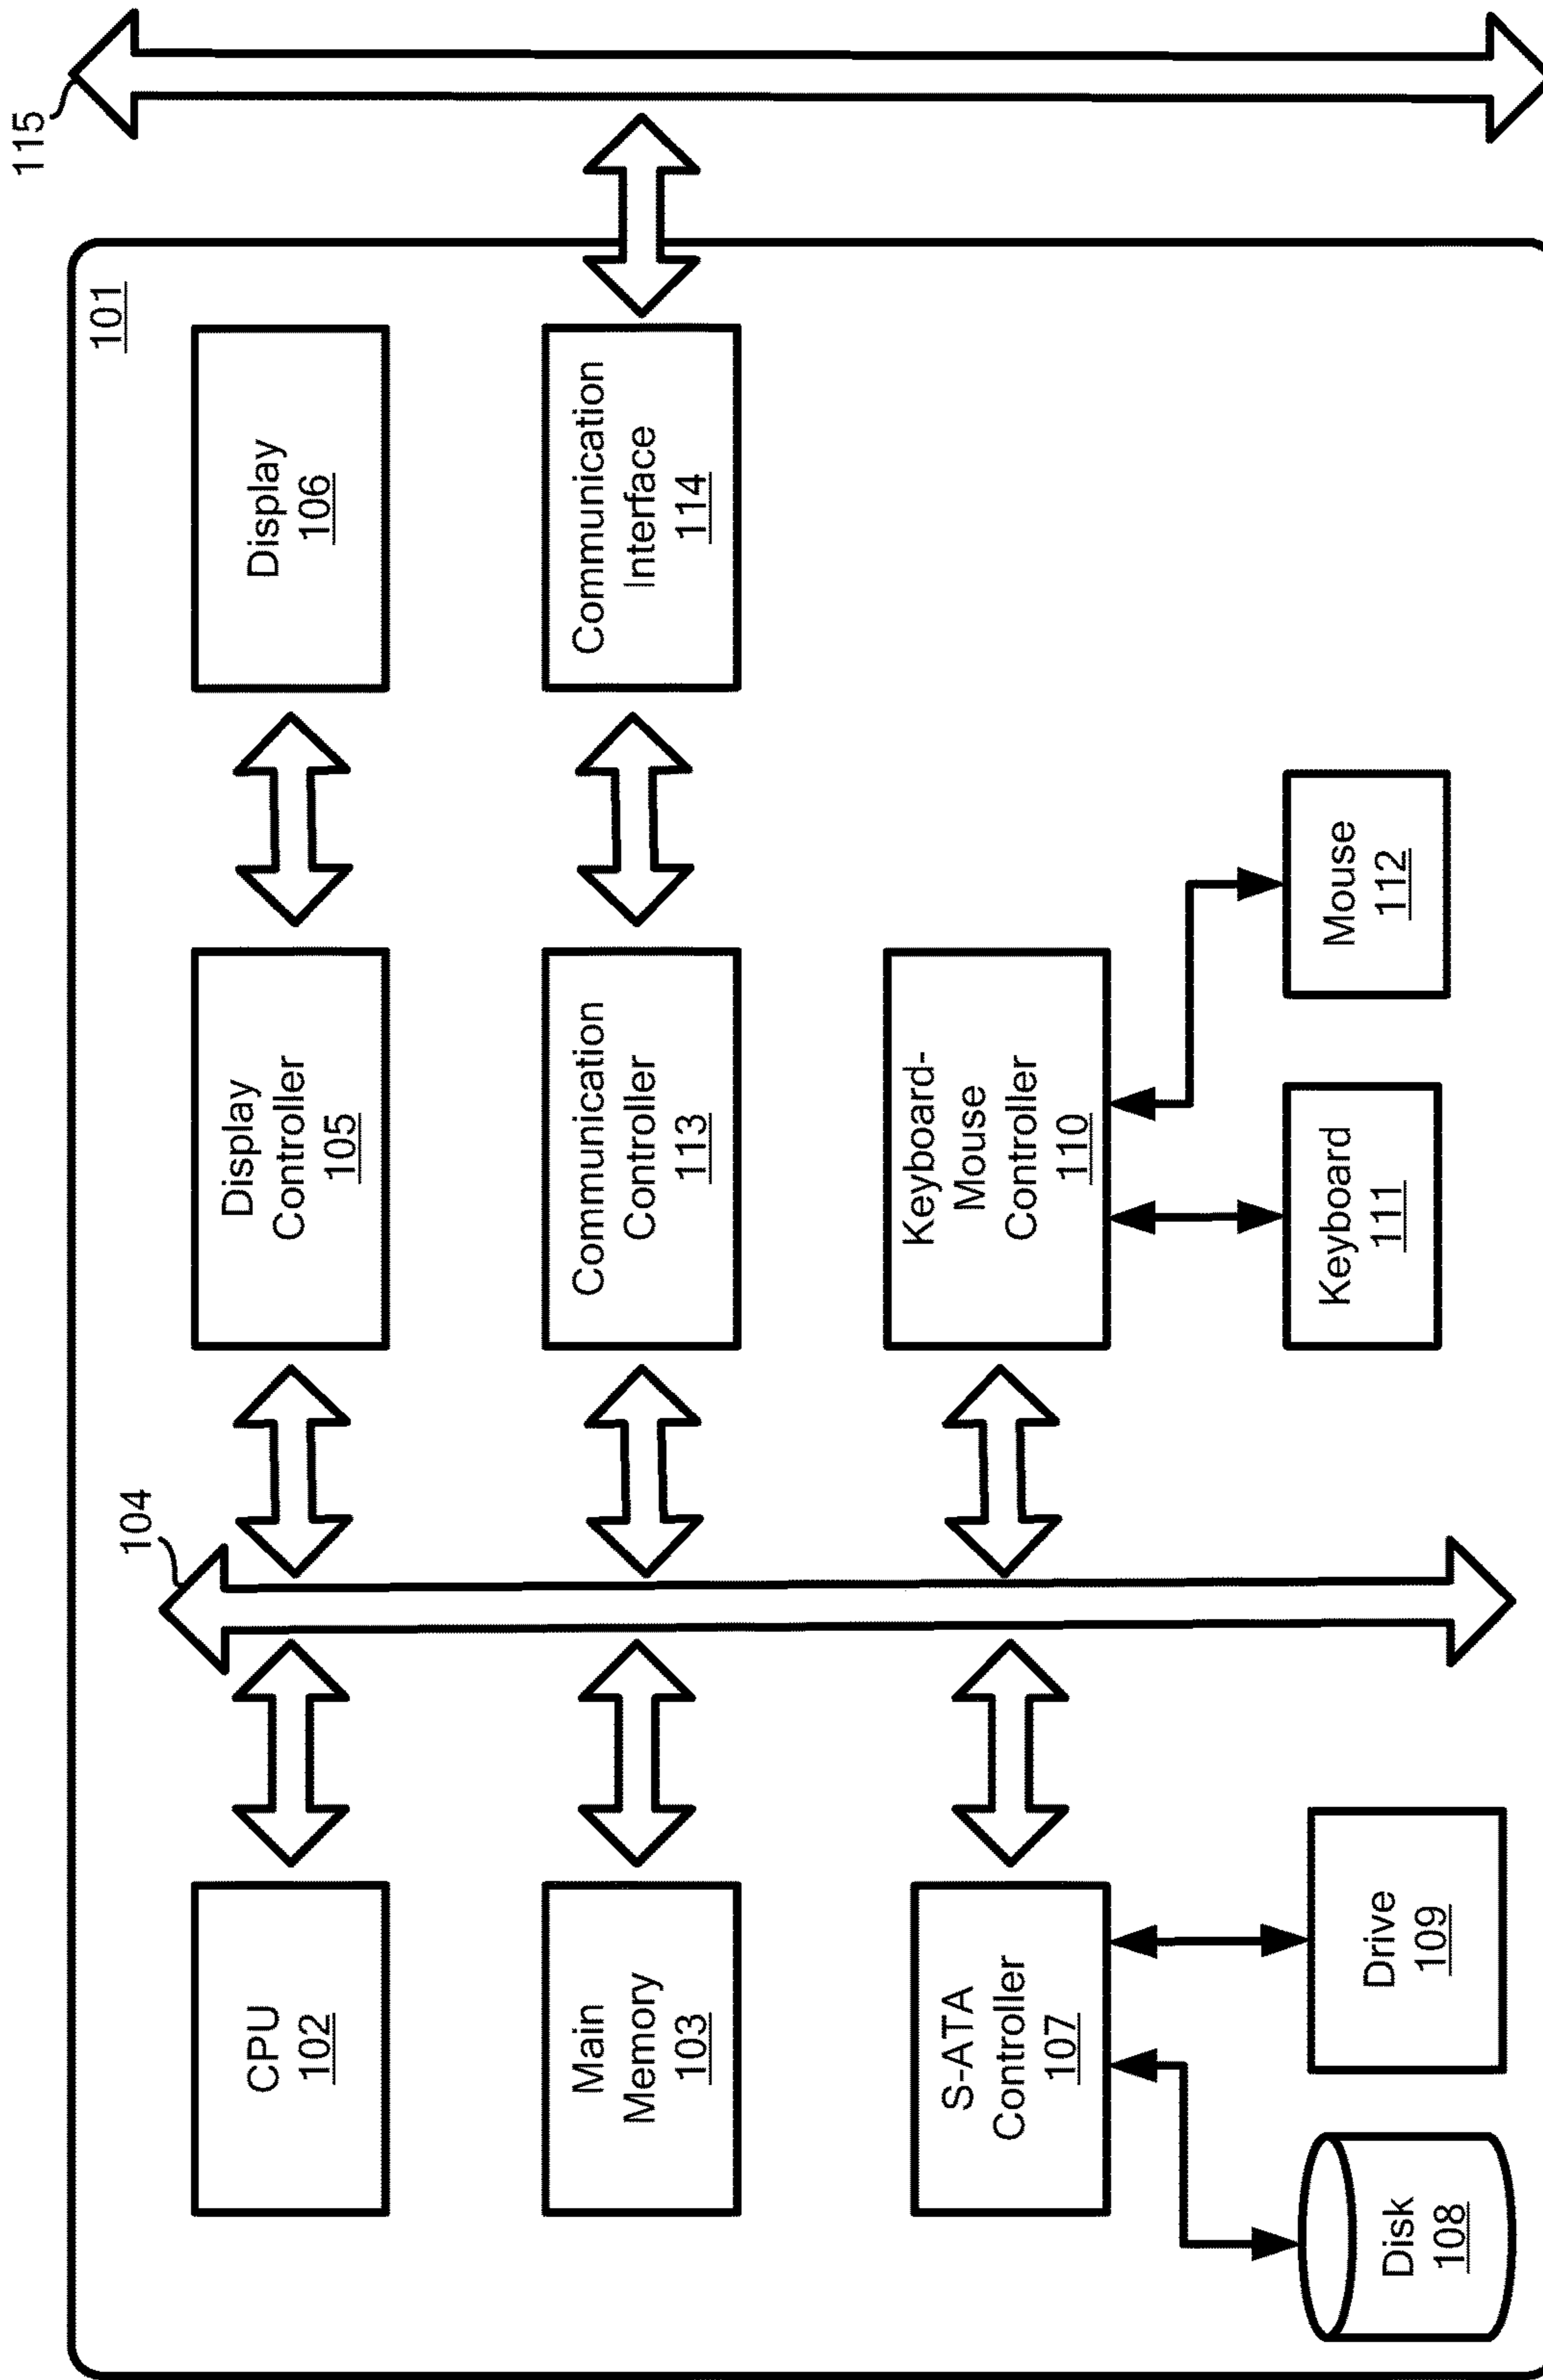 101
115
CPU
102
104
Display
Controller
105
Display
106
Main
Memory
103
Communication
Controller
113
Communication
Interface
114
S-ATA
Controller
107
Keyboard-
Mouse
Controller
110
Disk
108
Drive
109
Keyboard
111
Mouse
112